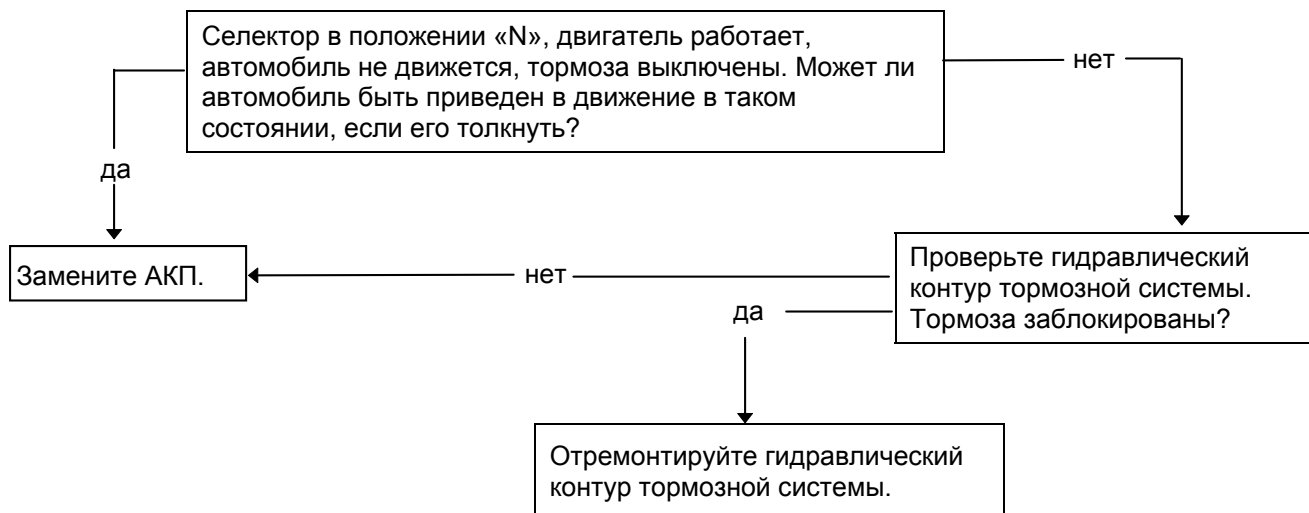 Селектор в положении «N», двигатель работает,
автомобиль не движется, тормоза выключены. Может ли
автомобиль быть приведен в движение в таком
состоянии, если его толкнуть?
нет
да
Замените АКП.
нет
Проверьте гидравлический
контур тормозной системы.
Тормоза заблокированы?
да
Отремонтируйте гидравлический
контур тормозной системы.